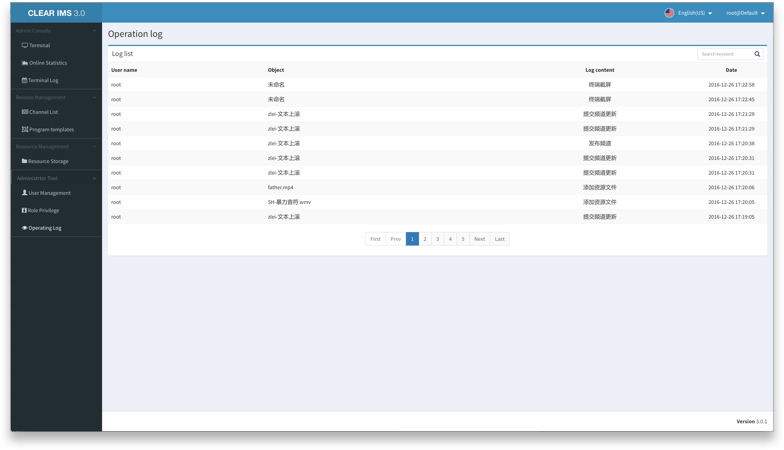 CLEAR IMS 3.0
English(US)
root@Default
Admin Console
Terminal
Online Statistics
Terminal Log
Release Management
Channel List
Program templates
Resource Management
Resource Storage
Administrtor Tool
User Management
Role Privilege
Operating Log
Operation log
Log list
Search keyword
User name Object Log content Date
root 未命名 终端截屏 2016-12-26 17:22:58
root 未命名 终端截屏 2016-12-26 17:22:45
root zlei-文本上滚 提交频道更新 2016-12-26 17:21:29
root zlei-文本上滚 提交频道更新 2016-12-26 17:21:29
root zlei-文本上滚 发布频道 2016-12-26 17:20:38
root zlei-文本上滚 提交频道更新 2016-12-26 17:20:31
root zlei-文本上滚 提交频道更新 2016-12-26 17:20:31
root father.mp4 添加资源文件 2016-12-26 17:20:06
root SH-暴力音符.wmv 添加资源文件 2016-12-26 17:20:05
root zlei-文本上滚 提交频道更新 2016-12-26 17:19:05
First Prev 1 2 3 4 5 Next Last
Version 3.0.1